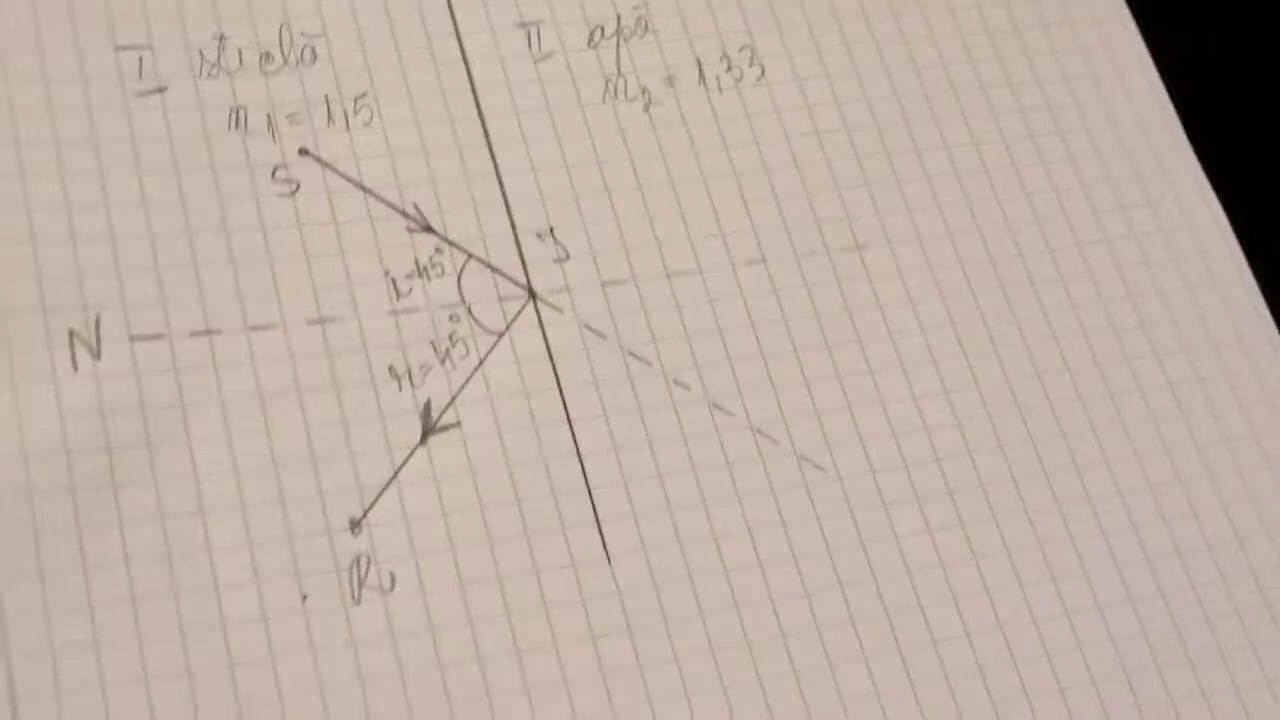 I sticlă
n₁ = 1,5
II apă
n₂ = 1,33
S
I
i=45°
N
r=45°
R